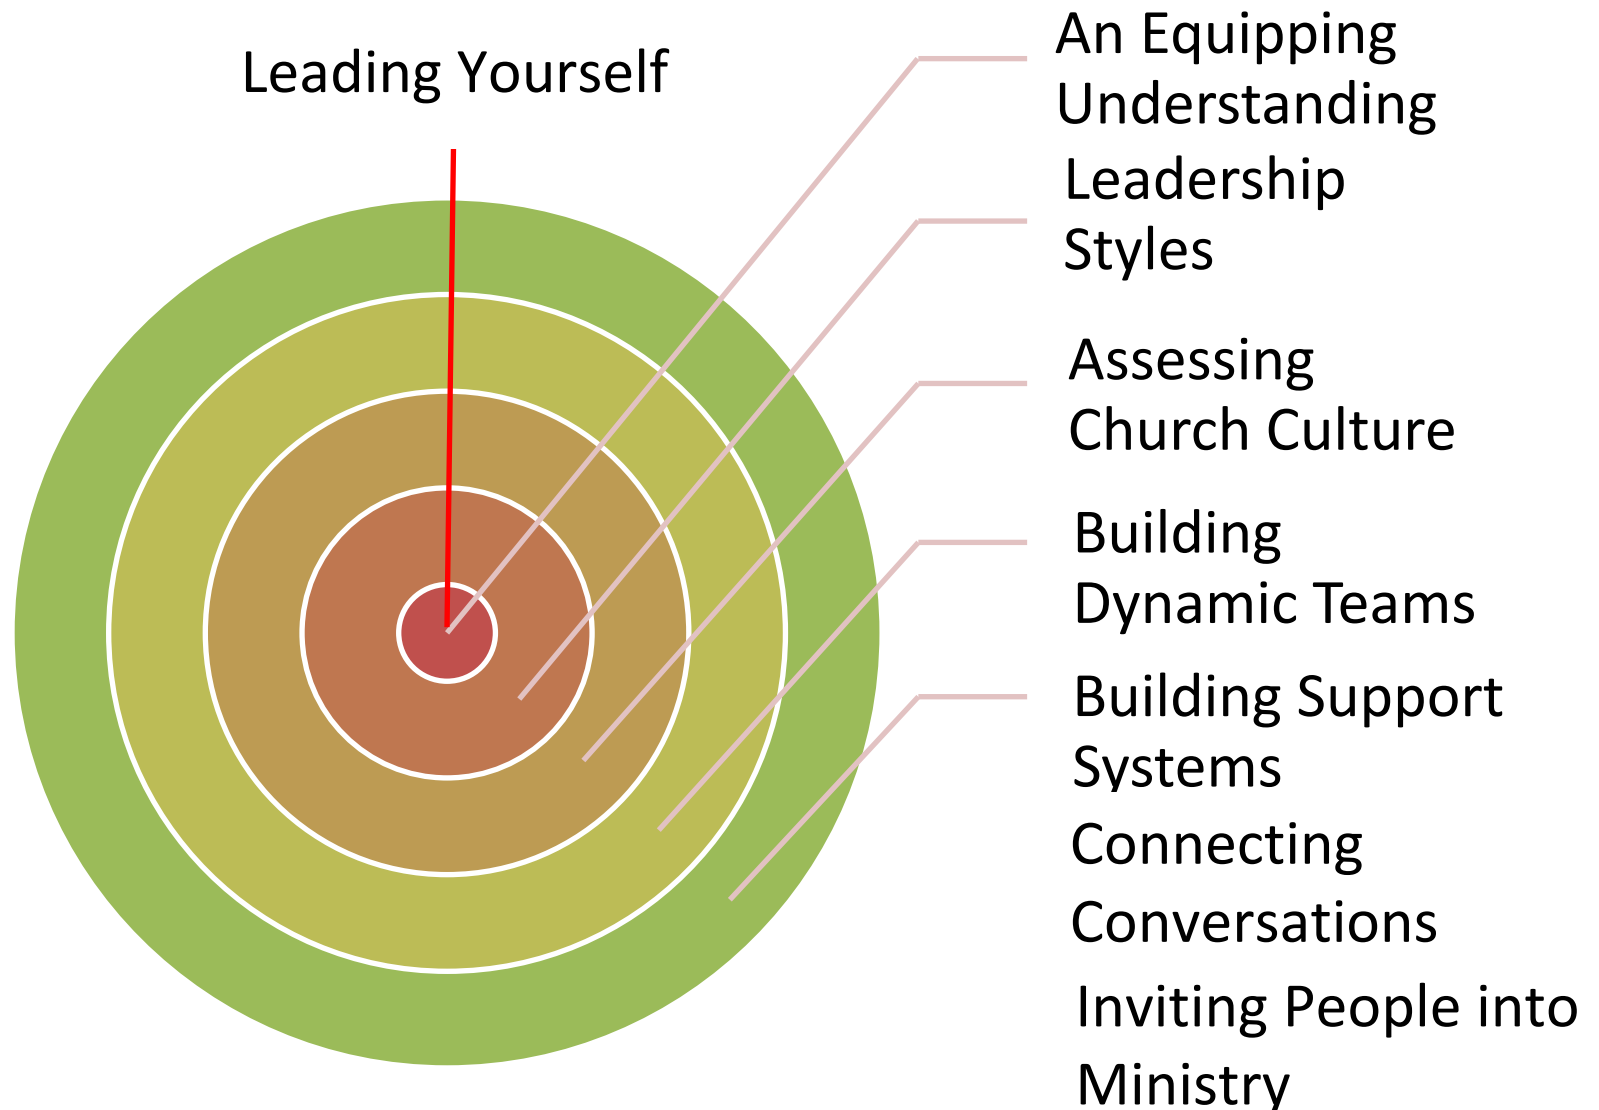 Leading Yourself
An Equipping
Understanding
Leadership
Styles
Assessing
Church Culture
Building
Dynamic Teams
Building Support
Systems
Connecting
Conversations
Inviting People into
Ministry